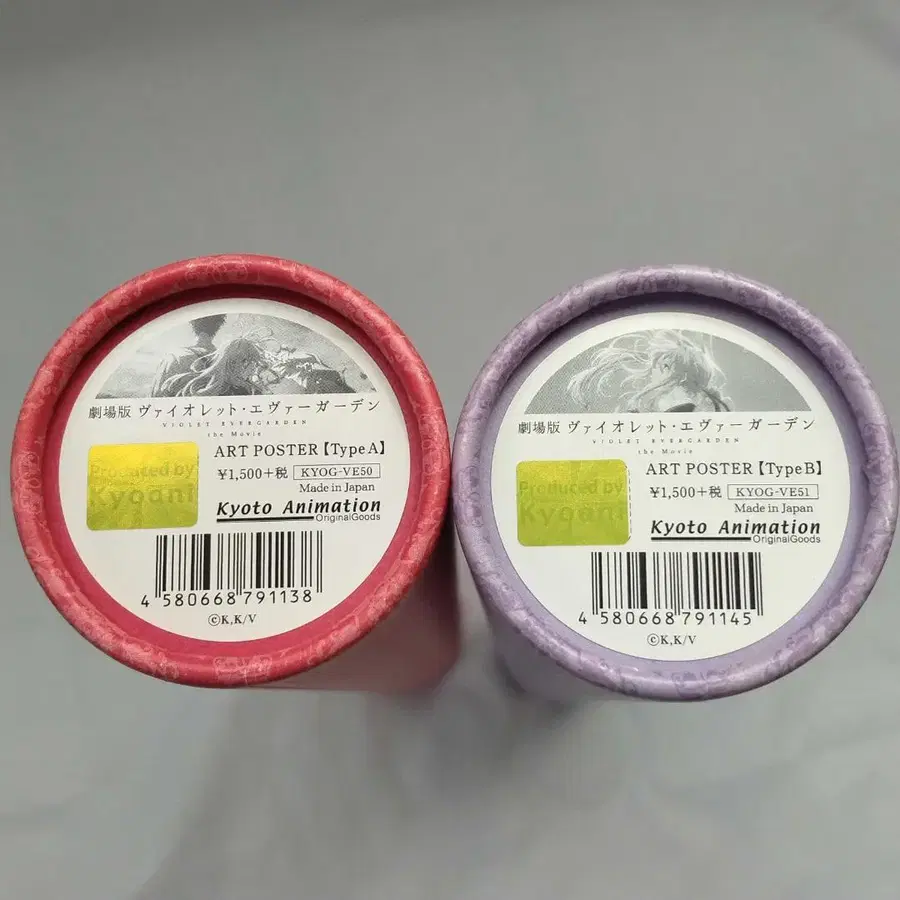 劇場版 ヴァイオレット・エヴァーガーデン
VIOLET EVERGARDEN
the Movie
ART POSTER【Type A】
Produced by
Kyoani
¥1,500+税 KYOG-VE50
Made in Japan
Kyoto Animation
OriginalGoods
4 580668 791138
©K,K/V
劇場版 ヴァイオレット・エヴァーガーデン
VIOLET EVERGARDEN
the Movie
ART POSTER【Type B】
Produced by
Kyoani
¥1,500+税 KYOG-VE51
Made in Japan
Kyoto Animation
OriginalGoods
4 580668 791145
©K,K/V